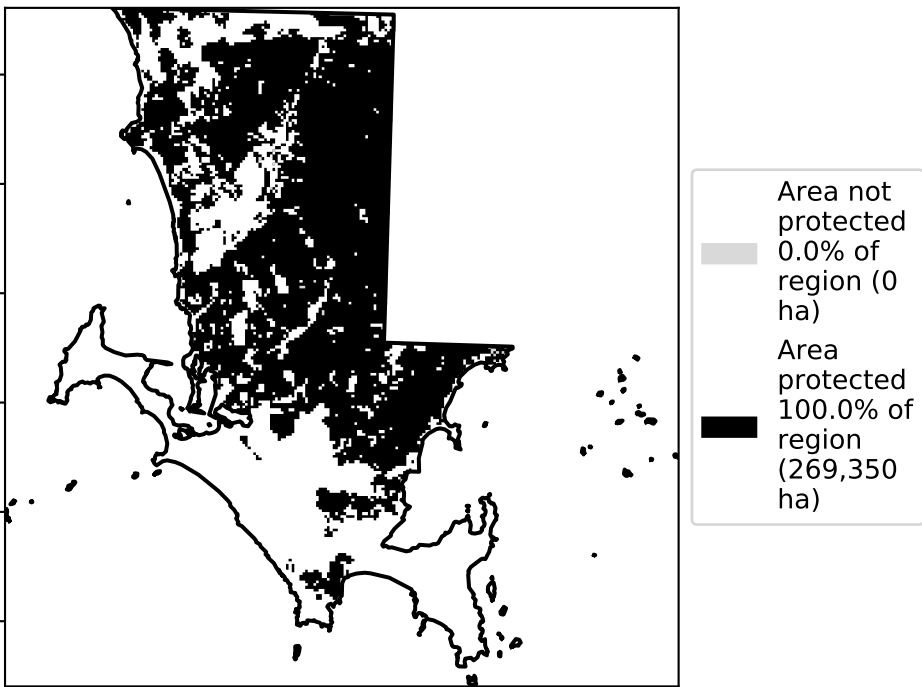 Area not
protected
0.0% of
region (0
ha)
Area
protected
100.0% of
region
(269,350
ha)